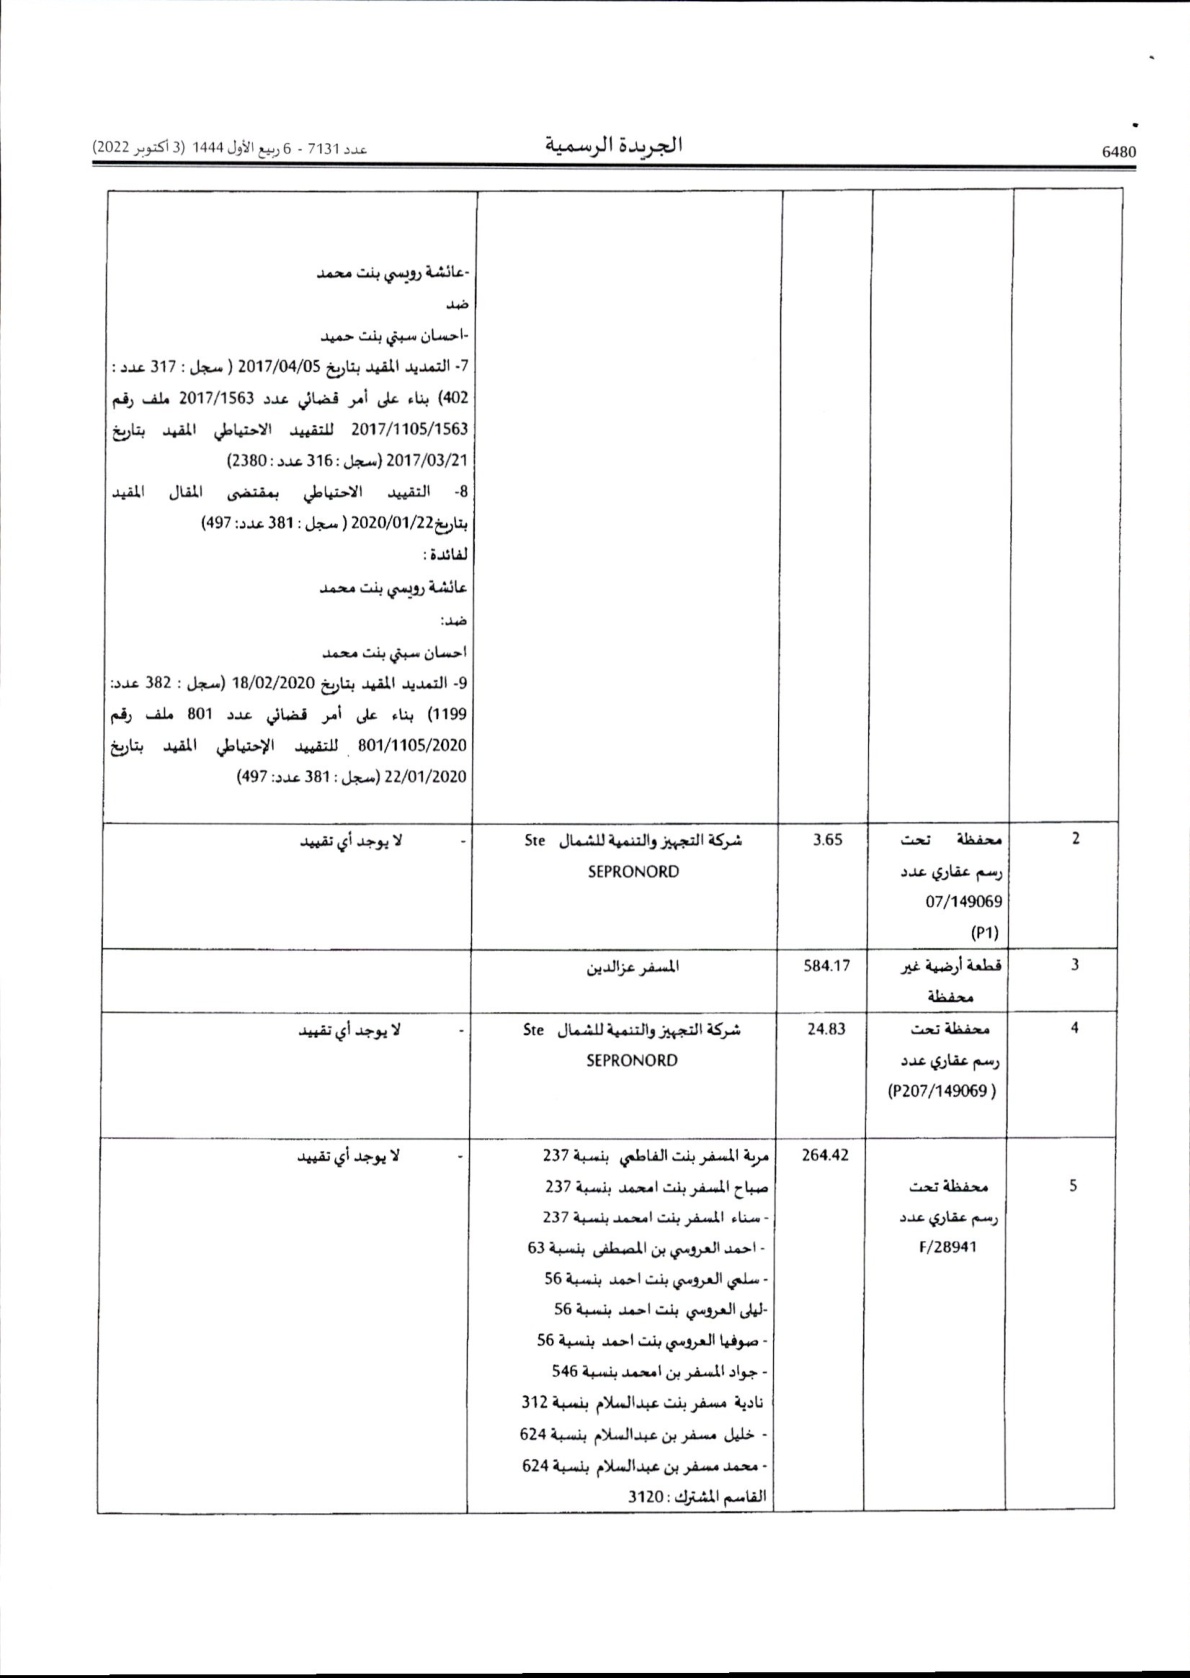 6480
الجريدة الرسمية
عدد 7131 - 6 ربيع الأول 1444 (3 أكتوبر 2022)
-عائشة رويسي بنت محمد
ضد
-احسان سبتي بنت حميد
7- التمديد المقيد بتاريخ 2017/04/05 ( سجل : 317 عدد :
402) بناء على أمر قضائي عدد 2017/1563 ملف رقم
2017/1105/1563 للتقييد الاحتياطي المقيد بتاريخ
2017/03/21 (سجل : 316 عدد : 2380)
8- التقييد الاحتياطي بمقتضى المقال المقيد
بتاريخ2020/01/22 ( سجل : 381 عدد: 497)
لفائدة :
عائشة رويسي بنت محمد
ضد:
احسان سبتي بنت محمد
9- التمديد المقيد بتاريخ 18/02/2020 (سجل : 382 عدد:
1199) بناء على أمر قضائي عدد 801 ملف رقم
801/1105/2020 للتقييد الإحتياطي المقيد بتاريخ
22/01/2020 (سجل : 381 عدد: 497)
2
محفظة تحت
رسم عقاري عدد
07/149069
(P1)
3.65
شركة التجهيز والتنمية للشمال Ste
SEPRONORD
- لا يوجد أي تقييد
3
قطعة أرضية غير
محفظة
584.17
المسفر عزالدين
4
محفظة تحت
رسم عقاري عدد
(P207/149069 )
24.83
شركة التجهيز والتنمية للشمال Ste
SEPRONORD
- لا يوجد أي تقييد
5
محفظة تحت
رسم عقاري عدد
F/28941
264.42
مرية المسفر بنت الفاطمي بنسبة 237
صباح المسفر بنت امحمد بنسبة 237
- سناء المسفر بنت امحمد بنسبة 237
- احمد العروسي بن المصطفى بنسبة 63
- سلمى العروسي بنت احمد بنسبة 56
-ليلى العروسي بنت احمد بنسبة 56
- صوفيا العروسي بنت احمد بنسبة 56
- جواد المسفر بن امحمد بنسبة 546
نادية مسفر بنت عبدالسلام بنسبة 312
- خليل مسفر بن عبدالسلام بنسبة 624
- محمد مسفر بن عبدالسلام بنسبة 624
القاسم المشترك : 3120
- لا يوجد أي تقييد